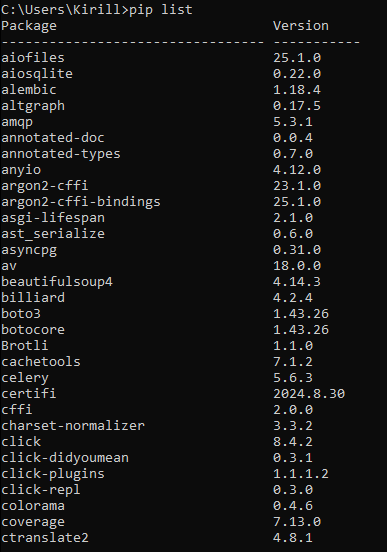 C:\Users\Kirill>pip list
Package                          Version
-------------------------------- -----------
aiofiles                         25.1.0
aiosqlite                        0.22.0
alembic                          1.18.4
altgraph                         0.17.5
amqp                             5.3.1
annotated-doc                    0.0.4
annotated-types                  0.7.0
anyio                            4.12.0
argon2-cffi                      23.1.0
argon2-cffi-bindings             25.1.0
asgi-lifespan                    2.1.0
ast_serialize                    0.6.0
asyncpg                          0.31.0
av                               18.0.0
beautifulsoup4                   4.14.3
billiard                         4.2.4
boto3                            1.43.26
botocore                         1.43.26
Brotli                           1.1.0
cachetools                       7.1.2
celery                           5.6.3
certifi                          2024.8.30
cffi                             2.0.0
charset-normalizer               3.3.2
click                            8.4.2
click-didyoumean                 0.3.1
click-plugins                    1.1.1.2
click-repl                       0.3.0
colorama                         0.4.6
coverage                         7.13.0
ctranslate2                      4.8.1